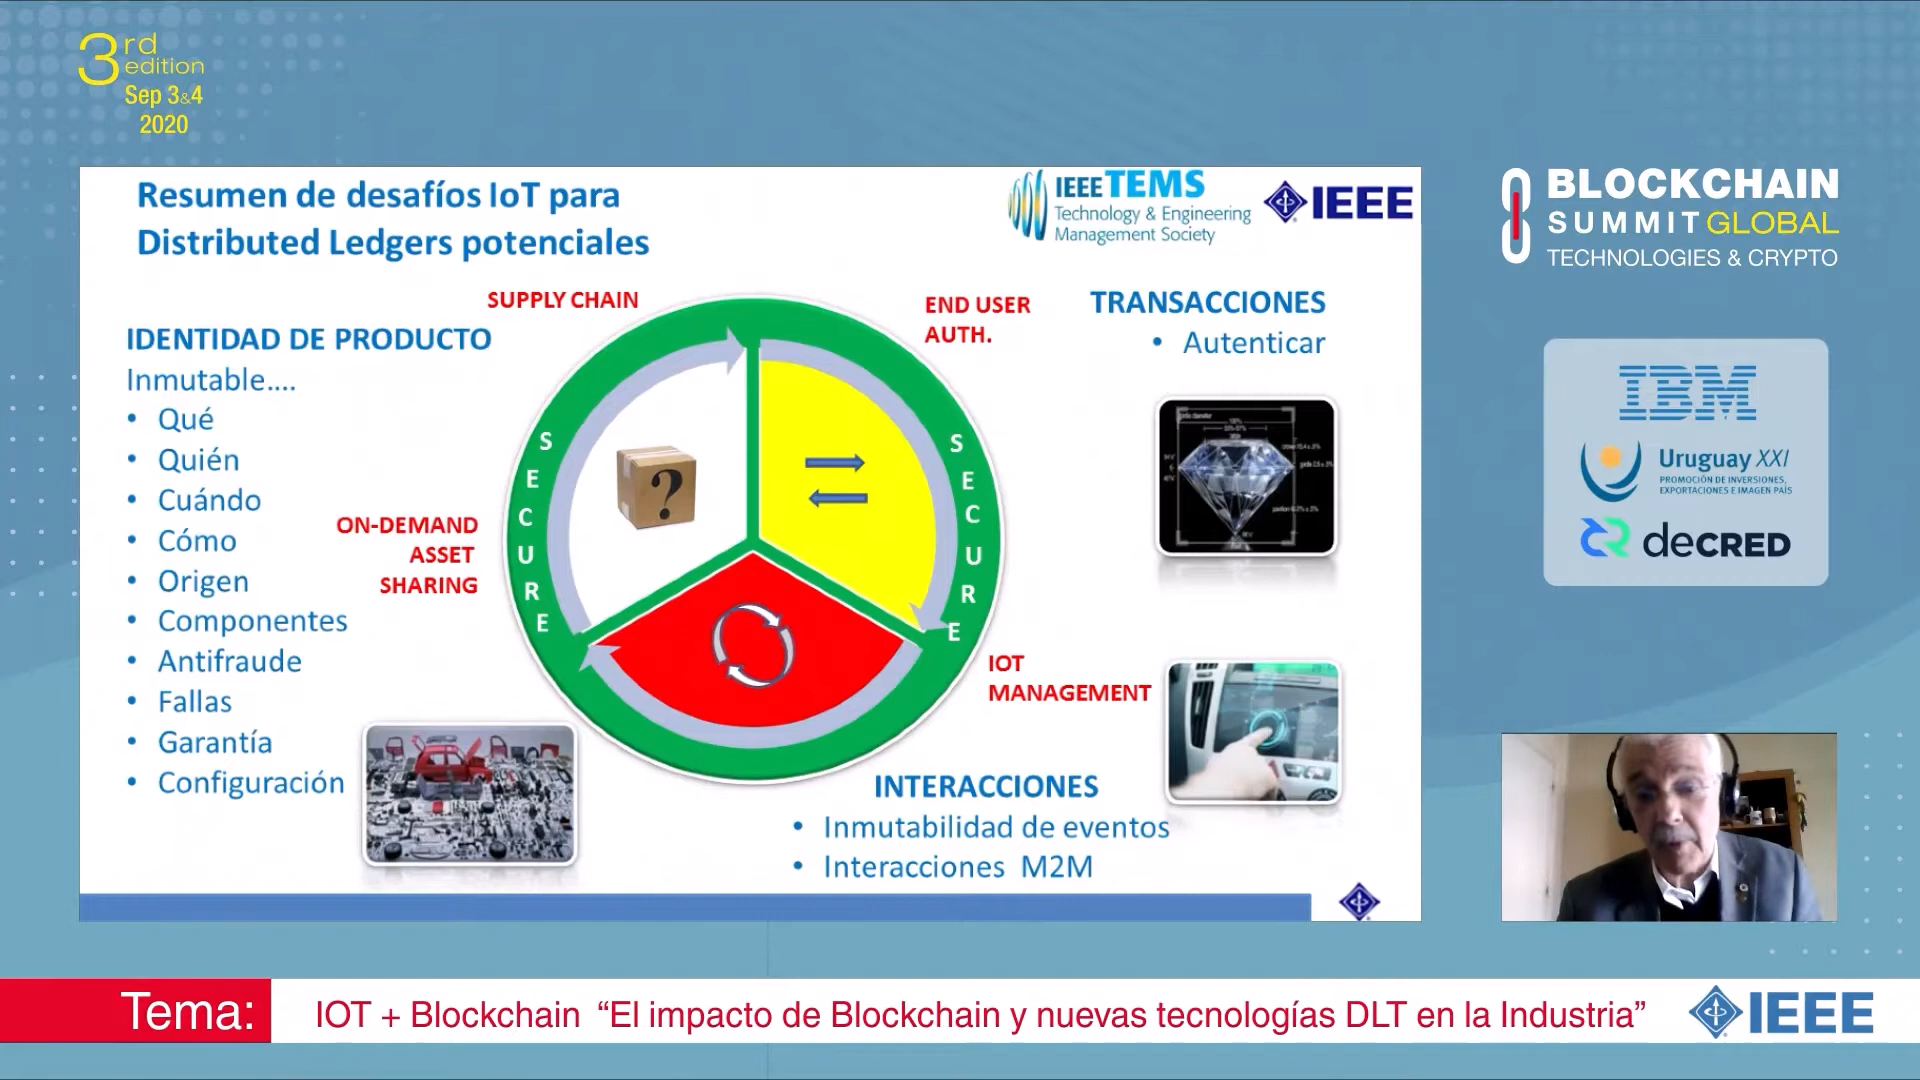 3rd
edition
Sep 3&4
2020
Resumen de desafíos IoT para
Distributed Ledgers potenciales
IEEE TEMS
Technology & Engineering
Management Society
IEEE
BLOCKCHAIN
SUMMIT GLOBAL
TECHNOLOGIES & CRYPTO
SUPPLY CHAIN
END USER
AUTH.
TRANSACCIONES
• Autenticar
IDENTIDAD DE PRODUCTO
Inmutable....
• Qué
• Quién
• Cuándo
• Cómo
• Origen
• Componentes
• Antifraude
• Fallas
• Garantía
• Configuración
ON-DEMAND
ASSET
SHARING
SECURE
?
SECURE
IOT
MANAGEMENT
INTERACCIONES
• Inmutabilidad de eventos
• Interacciones M2M
IBM
Uruguay XXI
PROMOCIÓN DE INVERSIONES,
EXPORTACIONES E IMAGEN PAÍS
deCRED
Tema:
IOT + Blockchain “El impacto de Blockchain y nuevas tecnologías DLT en la Industria”
IEEE